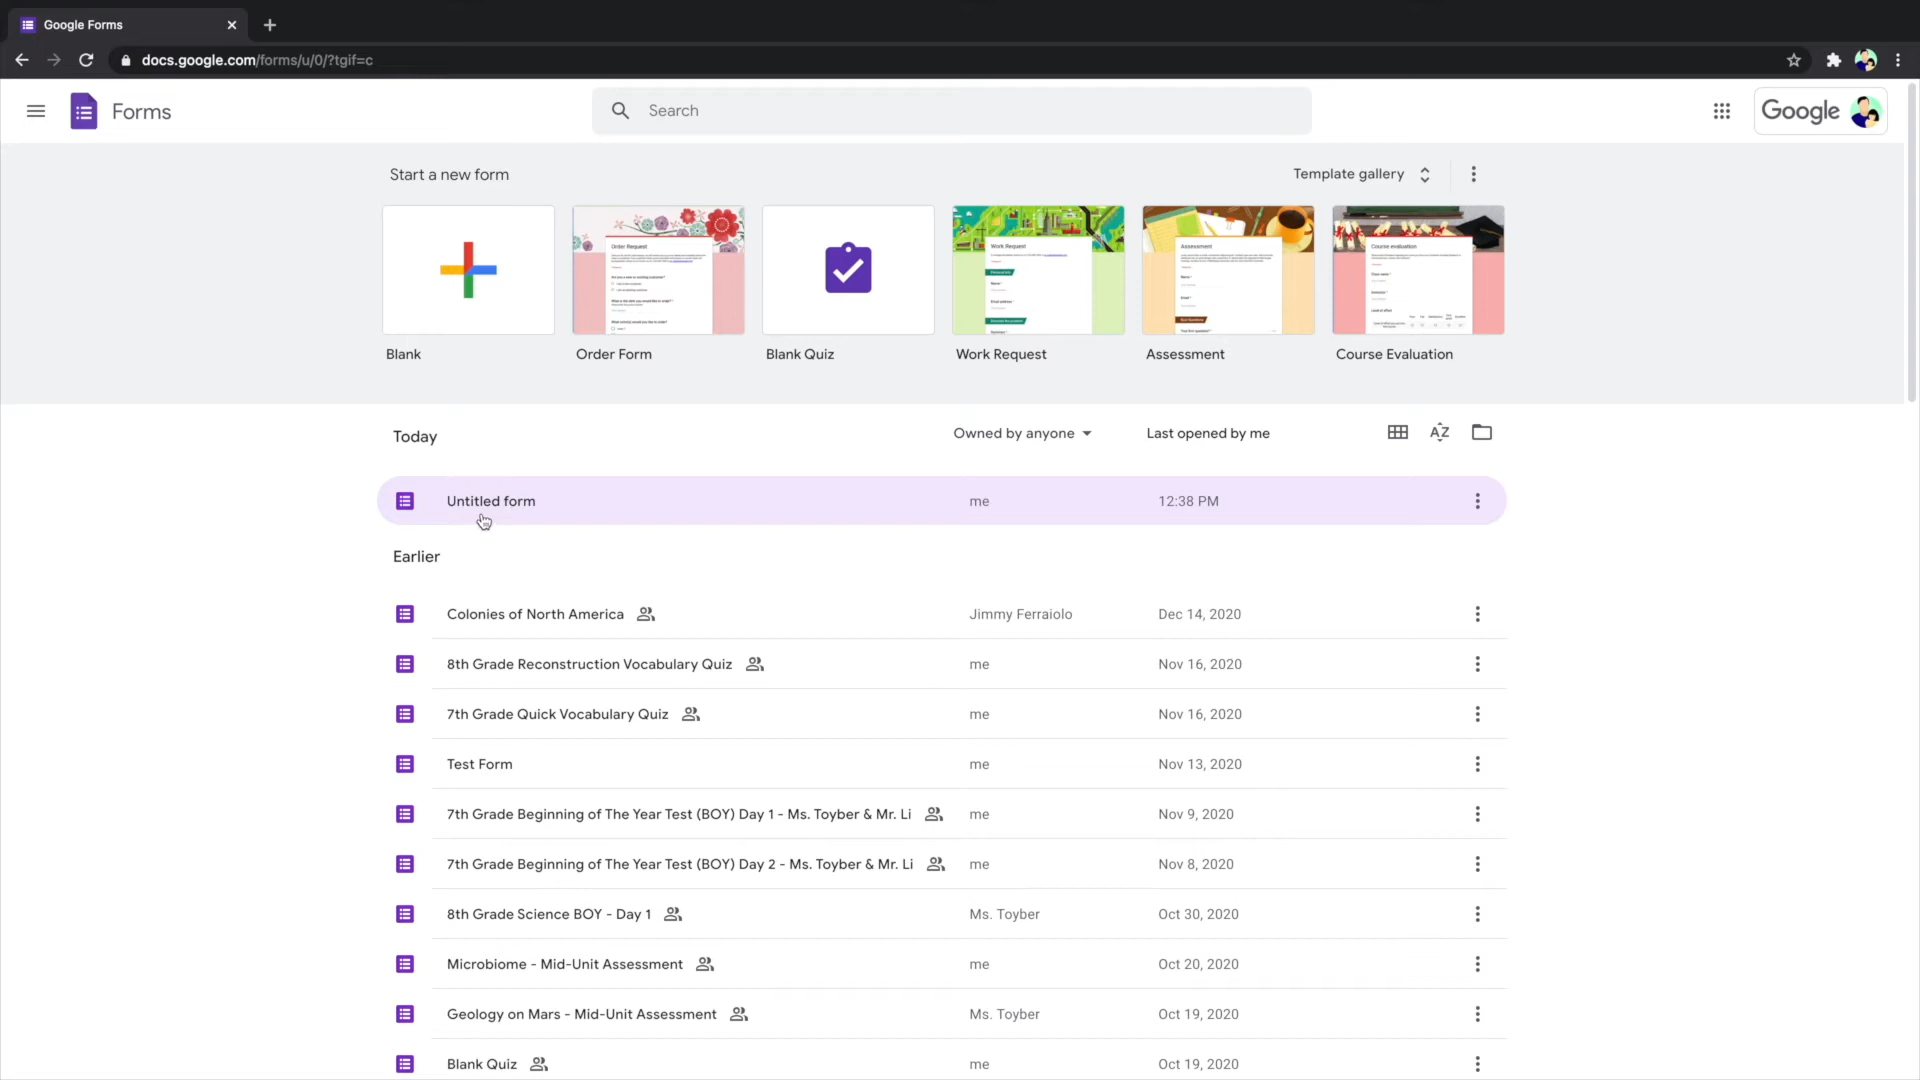 Google Forms
docs.google.com/forms/u/0/?tgif=c
Forms
Search
Google
Start a new form
Template gallery
Order Request
Work Request
Assessment
Course evaluation
Blank
Order Form
Blank Quiz
Work Request
Assessment
Course Evaluation
Today Owned by anyone Last opened by me
Untitled form me 12:38 PM
Earlier
Colonies of North America Jimmy Ferraiolo Dec 14, 2020
8th Grade Reconstruction Vocabulary Quiz me Nov 16, 2020
7th Grade Quick Vocabulary Quiz me Nov 16, 2020
Test Form me Nov 13, 2020
7th Grade Beginning of The Year Test (BOY) Day 1 - Ms. Toyber & Mr. Li me Nov 9, 2020
7th Grade Beginning of The Year Test (BOY) Day 2 - Ms. Toyber & Mr. Li me Nov 8, 2020
8th Grade Science BOY - Day 1 Ms. Toyber Oct 30, 2020
Microbiome - Mid-Unit Assessment me Oct 20, 2020
Geology on Mars - Mid-Unit Assessment Ms. Toyber Oct 19, 2020
Blank Quiz me Oct 19, 2020